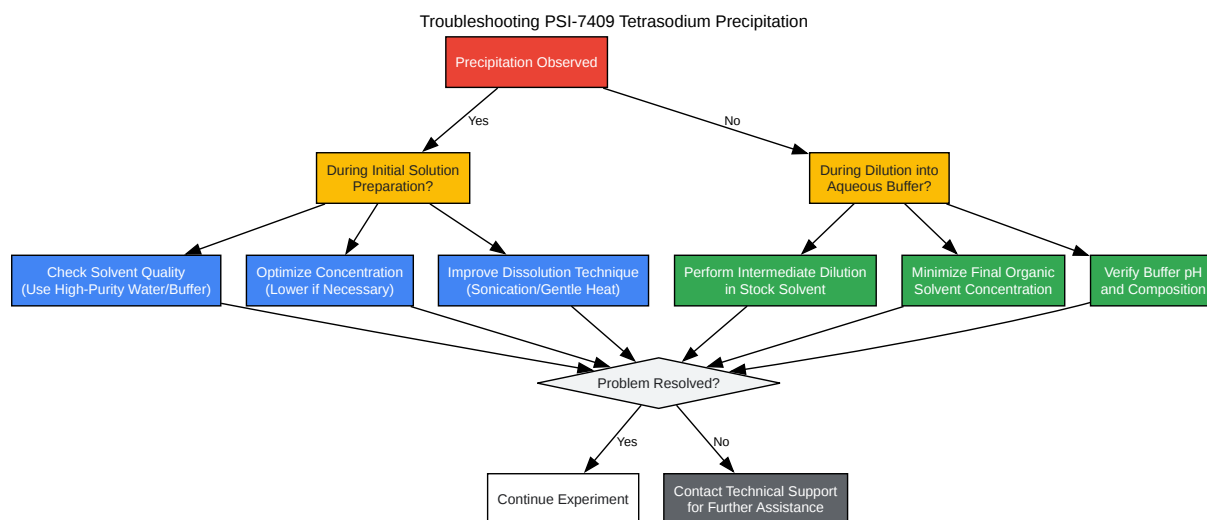 Troubleshooting PSI-7409 Tetrasodium Precipitation
Precipitation Observed
Yes
No
During Initial Solution
Preparation?
During Dilution into
Aqueous Buffer?
Check Solvent Quality
(Use High-Purity Water/Buffer)
Optimize Concentration
(Lower if Necessary)
Improve Dissolution Technique
(Sonication/Gentle Heat)
Perform Intermediate Dilution
in Stock Solvent
Minimize Final Organic
Solvent Concentration
Verify Buffer pH
and Composition
Problem Resolved?
Yes
No
Continue Experiment
Contact Technical Support
for Further Assistance